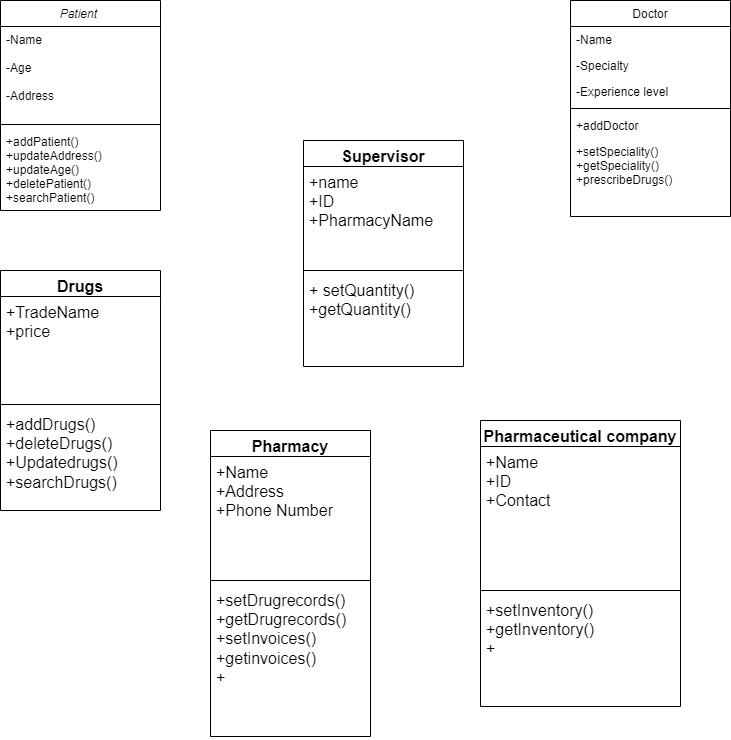 Patient
-Name
-Age
-Address
+addPatient()
+updateAddress()
+updateAge()
+deletePatient()
+searchPatient()
Doctor
-Name
-Specialty
-Experience level
+addDoctor
+setSpeciality()
+getSpeciality()
+prescribeDrugs()
Supervisor
+name
+ID
+PharmacyName
+ setQuantity()
+getQuantity()
Drugs
+TradeName
+price
+addDrugs()
+deleteDrugs()
+Updatedrugs()
+searchDrugs()
Pharmacy
+Name
+Address
+Phone Number
+setDrugrecords()
+getDrugrecords()
+setInvoices()
+getinvoices()
+
Pharmaceutical company
+Name
+ID
+Contact
+setInventory()
+getInventory()
+